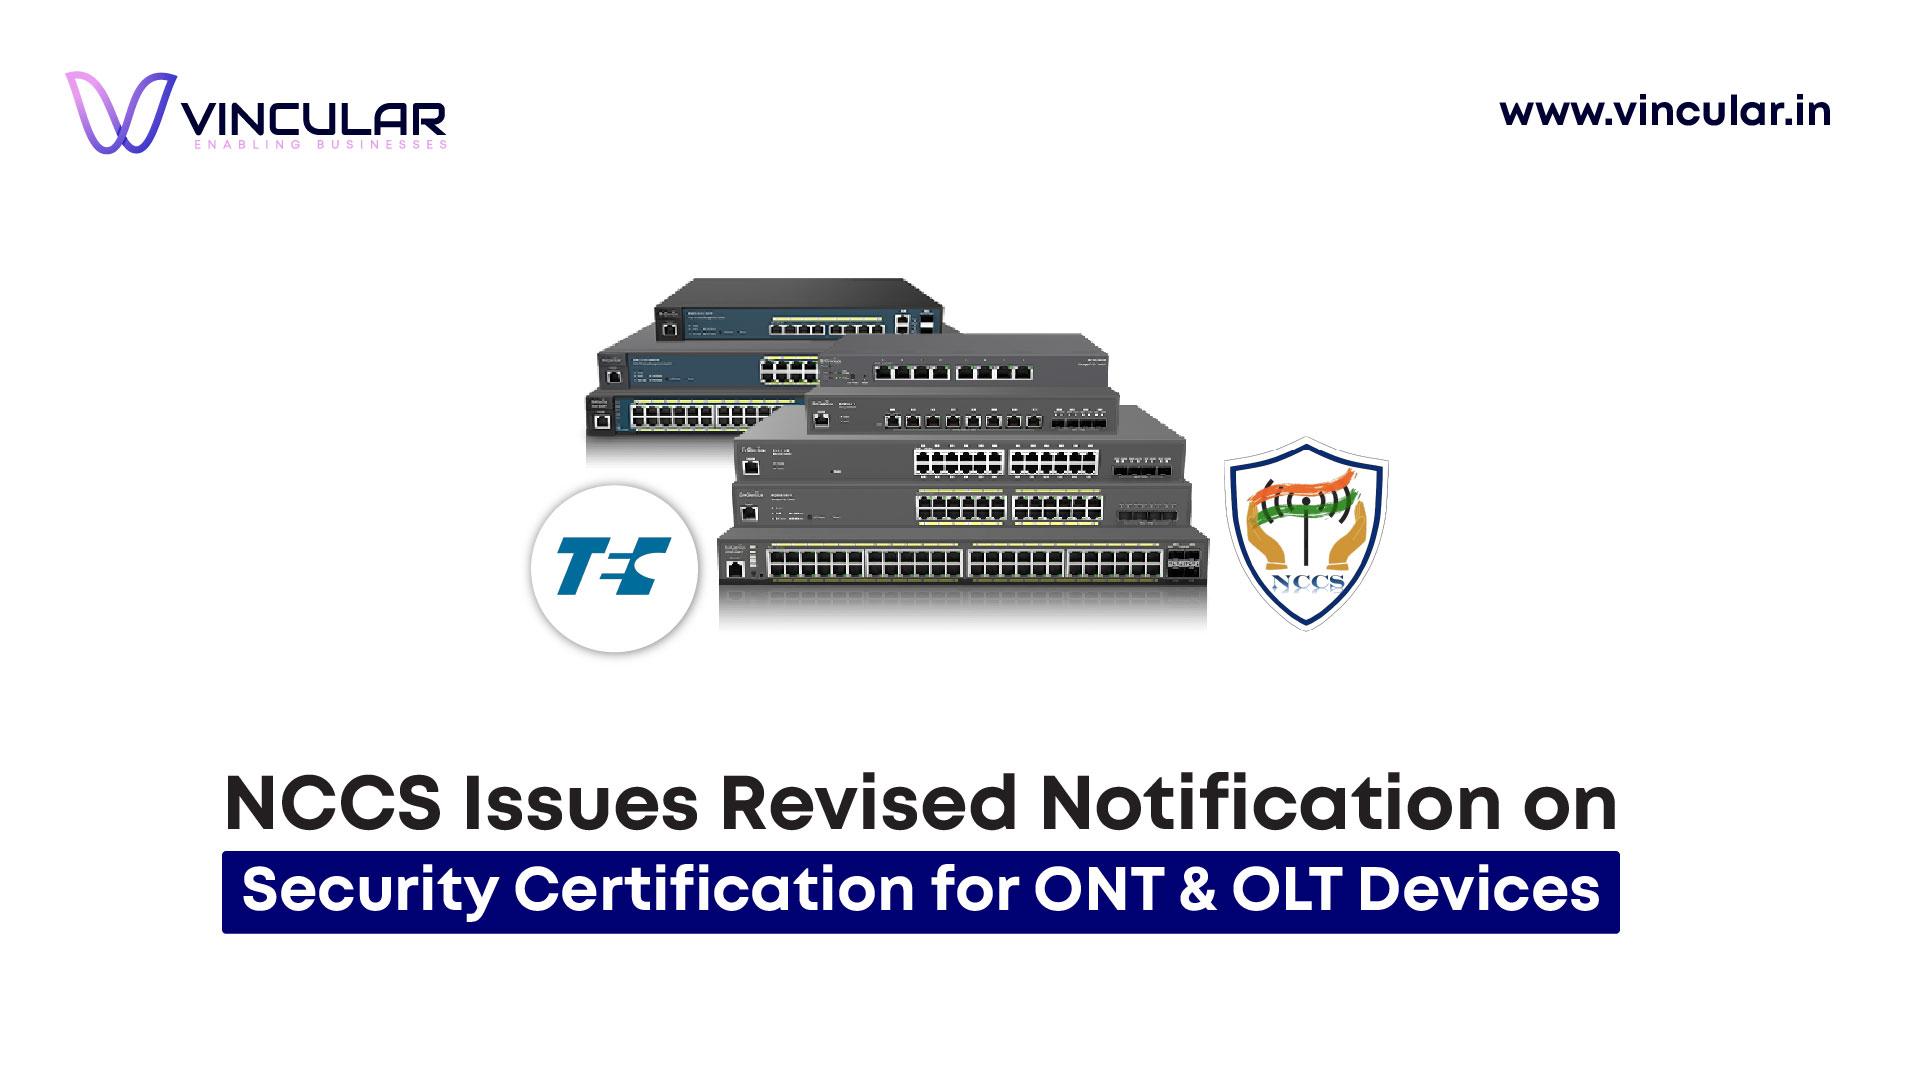 VINCULAR
ENABLING BUSINESSES
www.vincular.in
TEC
NCCS
NCCS Issues Revised Notification on
Security Certification for ONT & OLT Devices